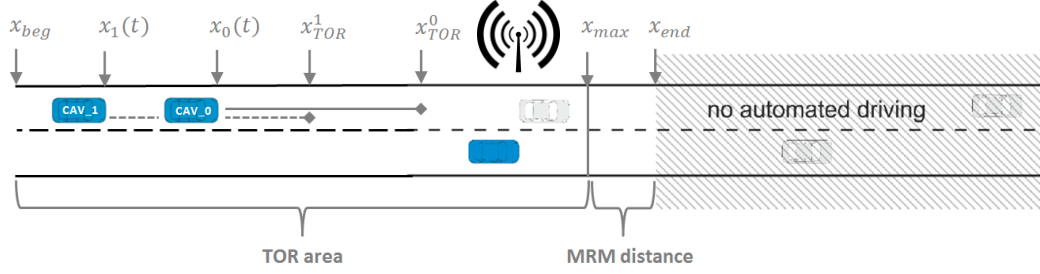 x_beg x_1(t) x_0(t) x^1_TOR x^0_TOR x_max x_end
CAV_1 CAV_0 no automated driving
TOR area MRM distance